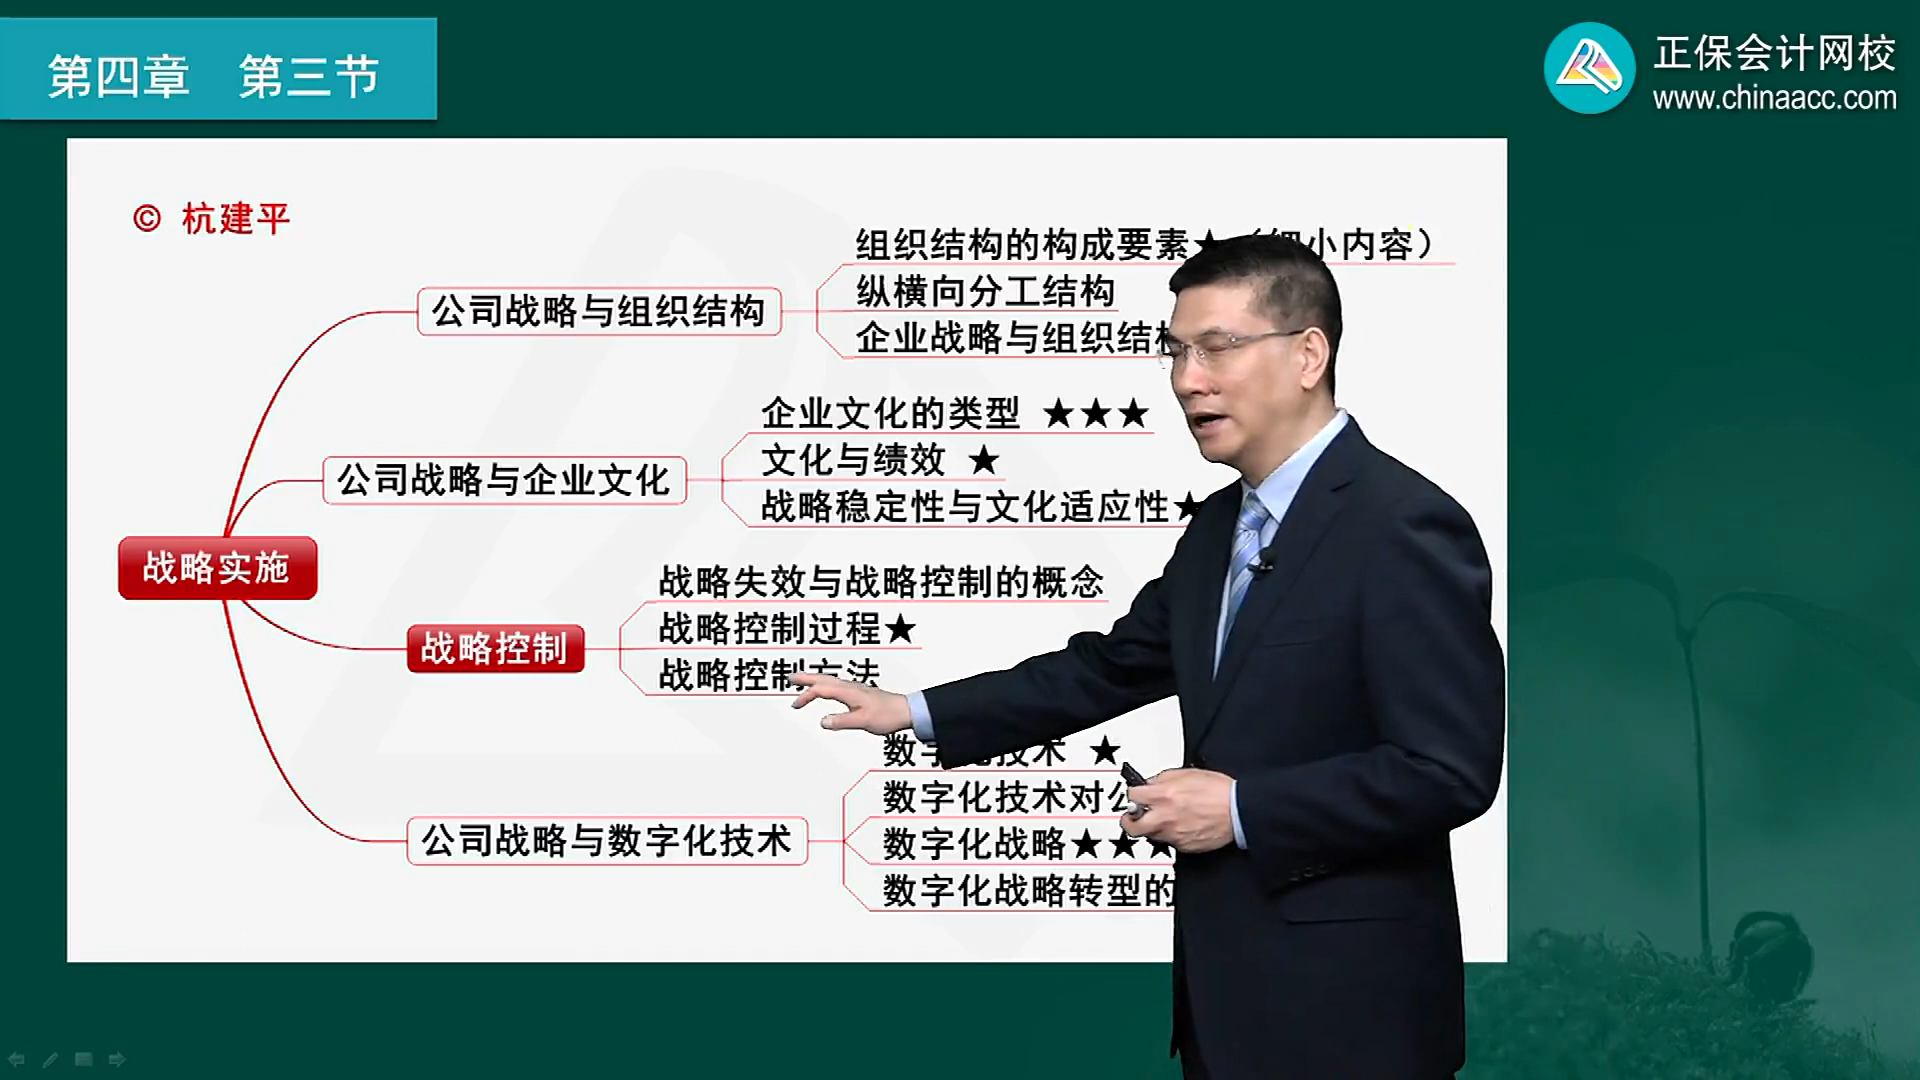 第四章 第三节
正保会计网校
www.chinaacc.com
© 杭建平
组织结构的构成要素★ 小内容）
公司战略与组织结构
纵横向分工结构
企业战略与组织结
企业文化的类型 ★★★
公司战略与企业文化
文化与绩效 ★
战略稳定性与文化适应性★
战略实施
战略失效与战略控制的概念
战略控制
战略控制过程★
战略控制方法
数字化技术 ★
数字化技术对公
公司战略与数字化技术
数字化战略★★★
数字化战略转型的